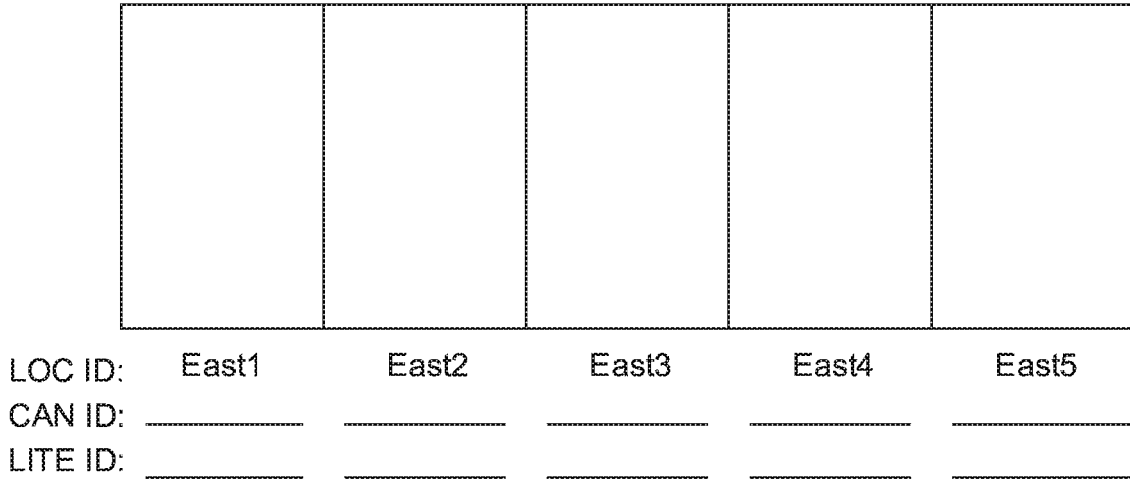 LOC ID: East1 East2 East3 East4 East5
CAN ID:
LITE ID: